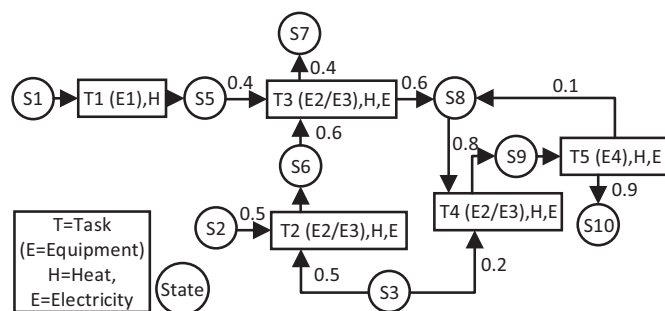 S7
S1
T1 (E1),H
S5
0.4
0.4
T3 (E2/E3),H,E
0.6
S8
0.1
0.6
0.8
S9
T5 (E4),H,E
S6
0.9
S2
0.5
T2 (E2/E3),H,E
T4 (E2/E3),H,E
S10
T=Task
(E=Equipment)
H=Heat,
E=Electricity
State
0.5
S3
0.2